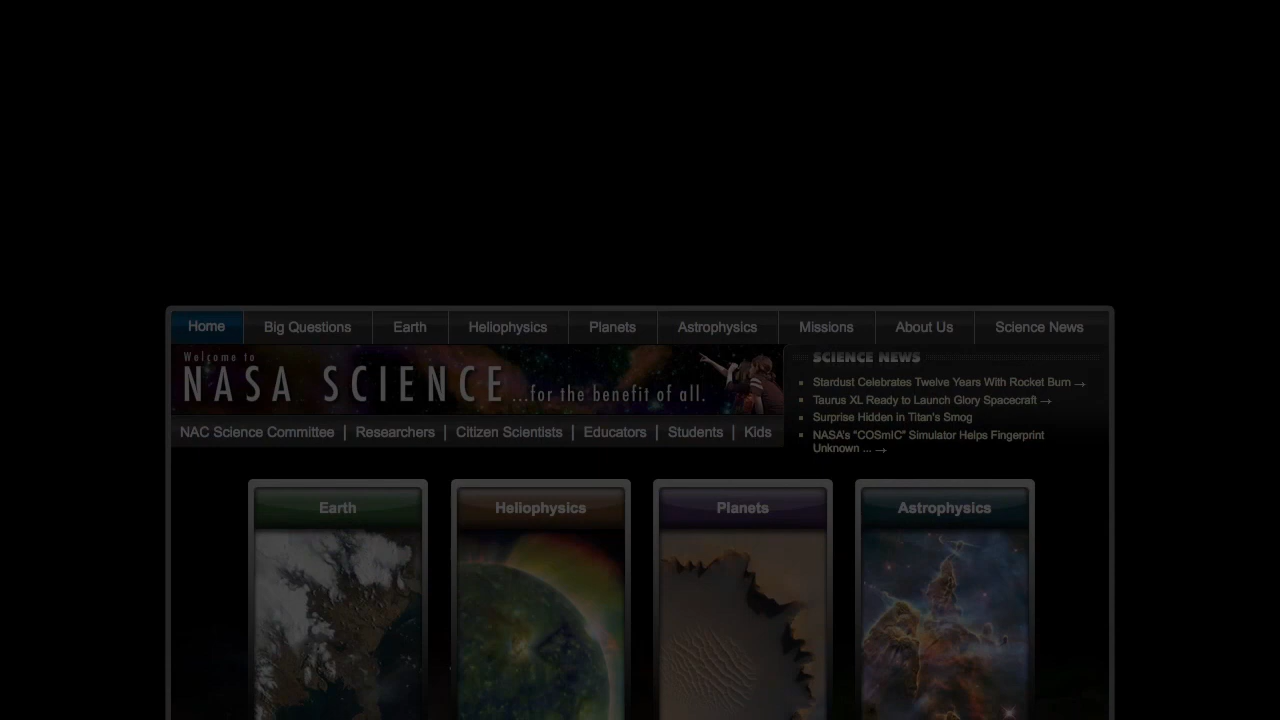 Home
Big Questions
Earth
Heliophysics
Planets
Astrophysics
Missions
About Us
Science News
Welcome to
NASA SCIENCE ...for the benefit of all.
NAC Science Committee | Researchers | Citizen Scientists | Educators | Students | Kids
SCIENCE NEWS
Stardust Celebrates Twelve Years With Rocket Burn →
Taurus XL Ready to Launch Glory Spacecraft →
Surprise Hidden in Titan's Smog
NASA's "COSmIC" Simulator Helps Fingerprint
Unknown ... →
Earth
Heliophysics
Planets
Astrophysics